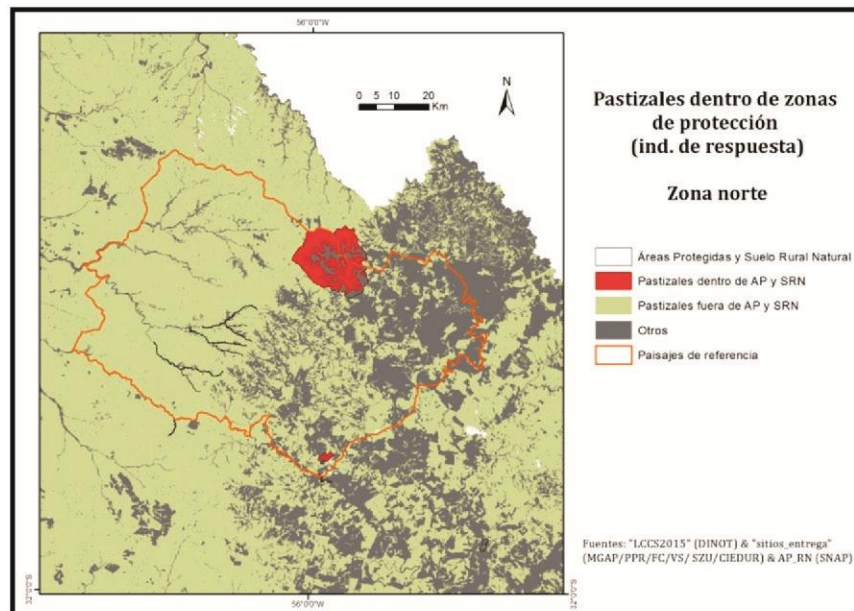 56°0'0"W
0 5 10 20
Km
N
Pastizales dentro de zonas
de protección
(ind. de respuesta)
Zona norte
Áreas Protegidas y Suelo Rural Natural
Pastizales dentro de AP y SRN
Pastizales fuera de AP y SRN
Otros
Paisajes de referencia
Fuentes: "LCCS2015" (DINOT) & "sitios_entrega"
(MGAP/PPR/FC/VS/ SZU/CIEDUR) & AP_RN (SNAP)
32°0'0"S
32°0'0"S
56°0'0"W